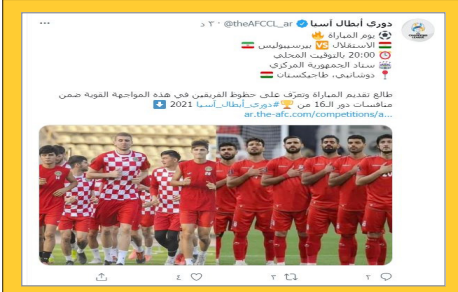 دوري أبطال آسيا @theAFCCL_ar · ٣ د
يوم المباراة
الاستقلال VS بيرسيبوليس
20:00 بالتوقيت المحلي
ستاد الجمهورية المركزي
دوشانبي، طاجيكستان
طالع تقديم المباراة وتعرّف على حظوظ الفريقين في هذه المواجهة القوية ضمن
منافسات دور الـ16 من #دوري_أبطال_آسيا 2021
ar.the-afc.com/competitions/a...
٢ ٢ ٤